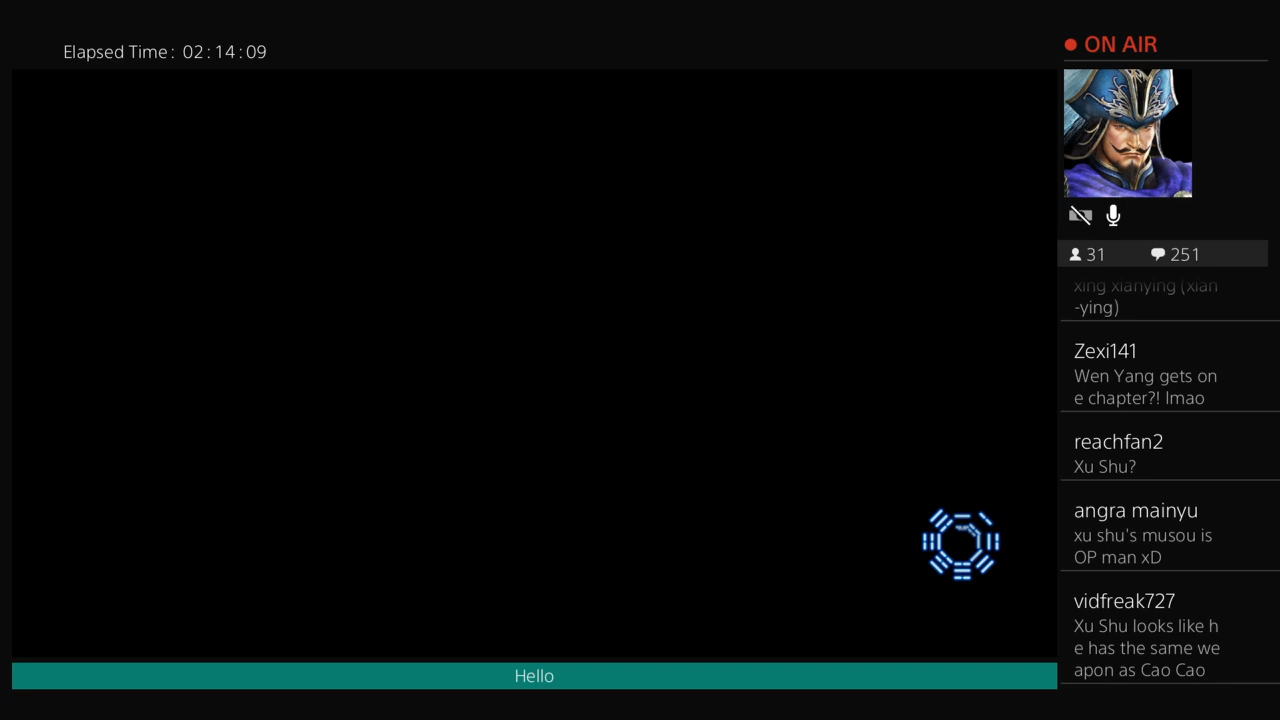 Elapsed Time: 02:14:09
ON AIR
31 251
xing xianying (xian
-ying)
Zexi141
Wen Yang gets on
e chapter?! lmao
reachfan2
Xu Shu?
angra mainyu
xu shu's musou is
OP man xD
vidfreak727
Xu Shu looks like h
e has the same we
apon as Cao Cao
Hello